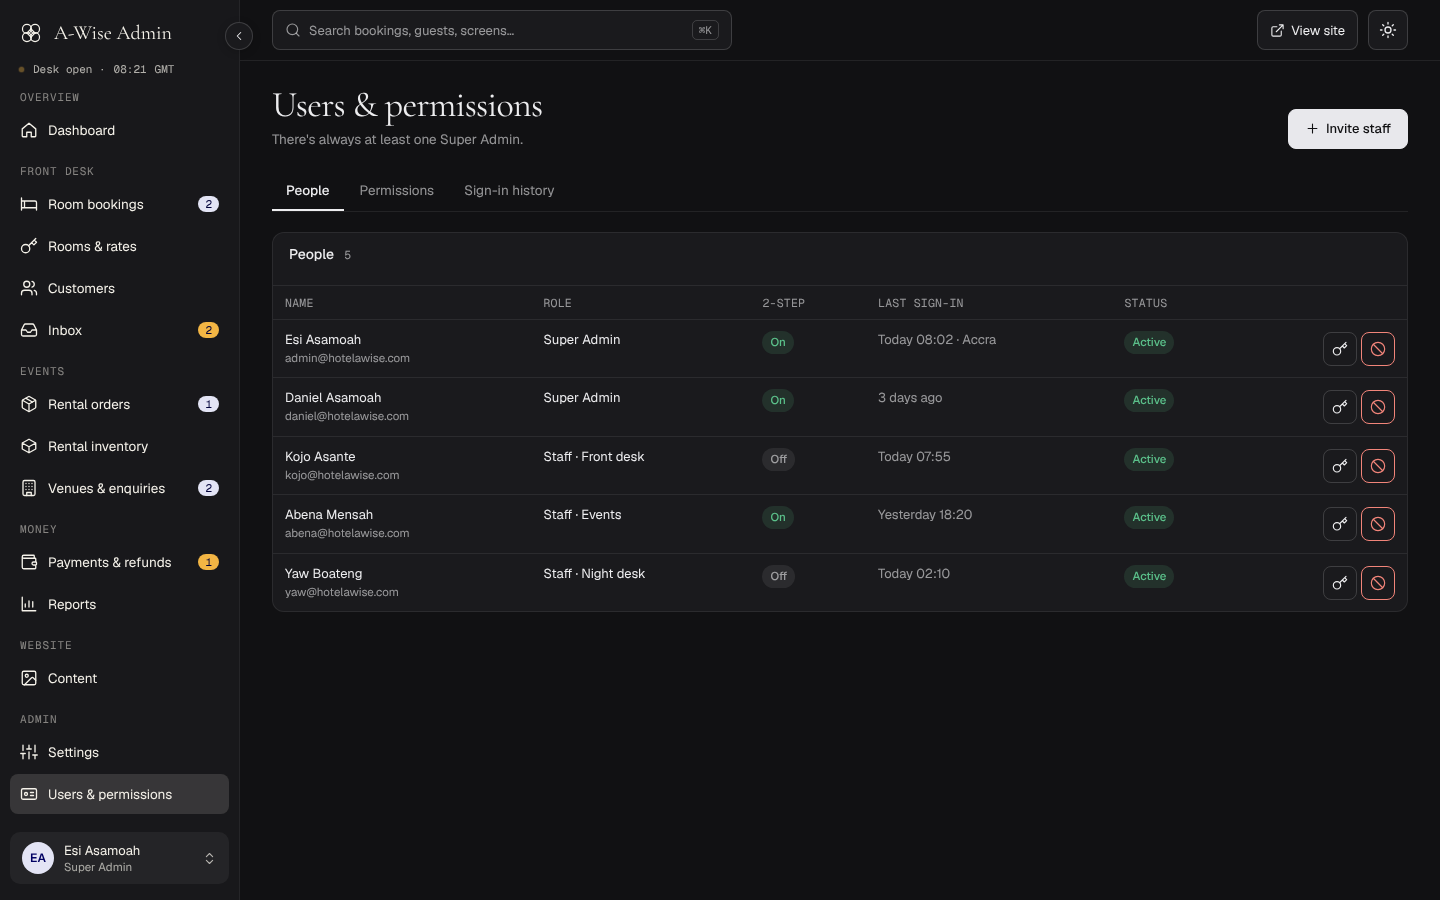 A-Wise Admin
Desk open · 08:21 GMT
OVERVIEW
Dashboard
FRONT DESK
Room bookings 2
Rooms & rates
Customers
Inbox 2
EVENTS
Rental orders 1
Rental inventory
Venues & enquiries 2
MONEY
Payments & refunds 1
Reports
WEBSITE
Content
ADMIN
Settings
Users & permissions
EA
Esi Asamoah
Super Admin
Search bookings, guests, screens... ⌘K
View site
Users & permissions
There's always at least one Super Admin.
Invite staff
People Permissions Sign-in history
People 5
NAME ROLE 2-STEP LAST SIGN-IN STATUS
Esi Asamoah Super Admin On Today 08:02 · Accra Active
admin@hotelawise.com
Daniel Asamoah Super Admin On 3 days ago Active
daniel@hotelawise.com
Kojo Asante Staff · Front desk Off Today 07:55 Active
kojo@hotelawise.com
Abena Mensah Staff · Events On Yesterday 18:20 Active
abena@hotelawise.com
Yaw Boateng Staff · Night desk Off Today 02:10 Active
yaw@hotelawise.com